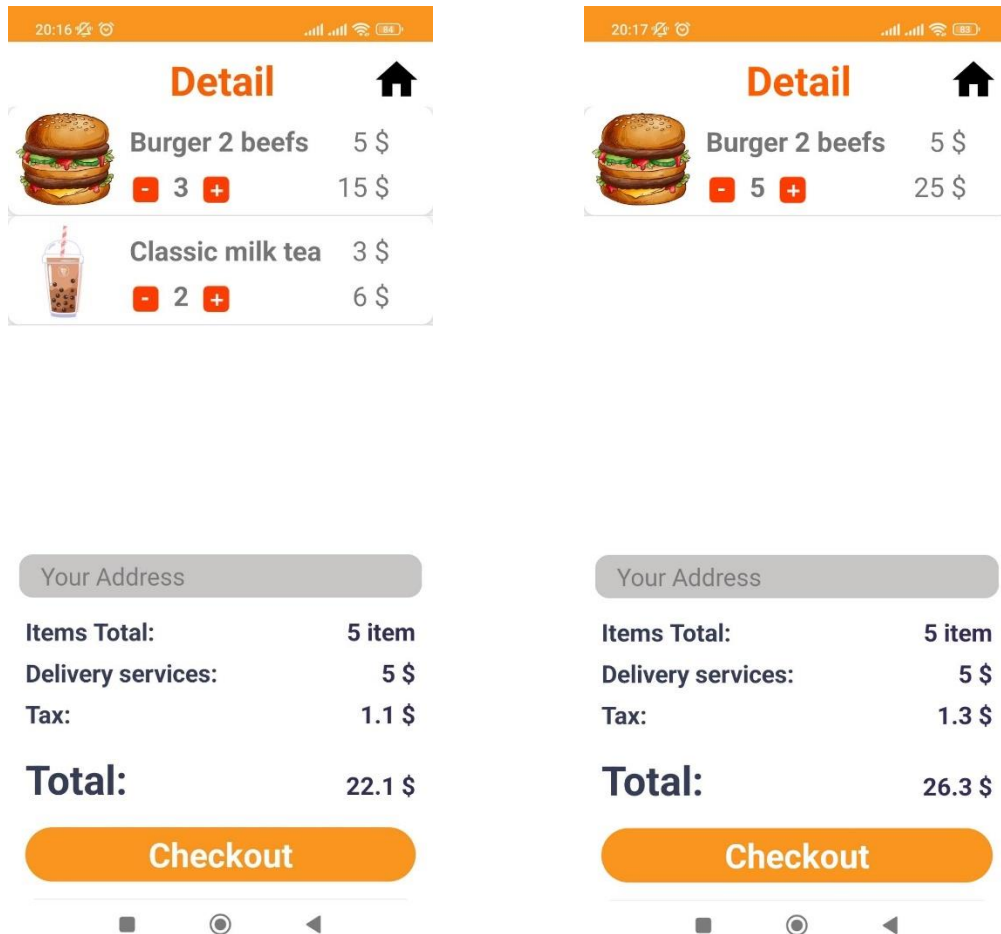 20:16
84
Detail
Burger 2 beefs 5 $
- 3 + 15 $
Classic milk tea 3 $
- 2 + 6 $
Your Address
Items Total: 5 item
Delivery services: 5 $
Tax: 1.1 $
Total: 22.1 $
Checkout
20:17
83
Detail
Burger 2 beefs 5 $
- 5 + 25 $
Your Address
Items Total: 5 item
Delivery services: 5 $
Tax: 1.3 $
Total: 26.3 $
Checkout